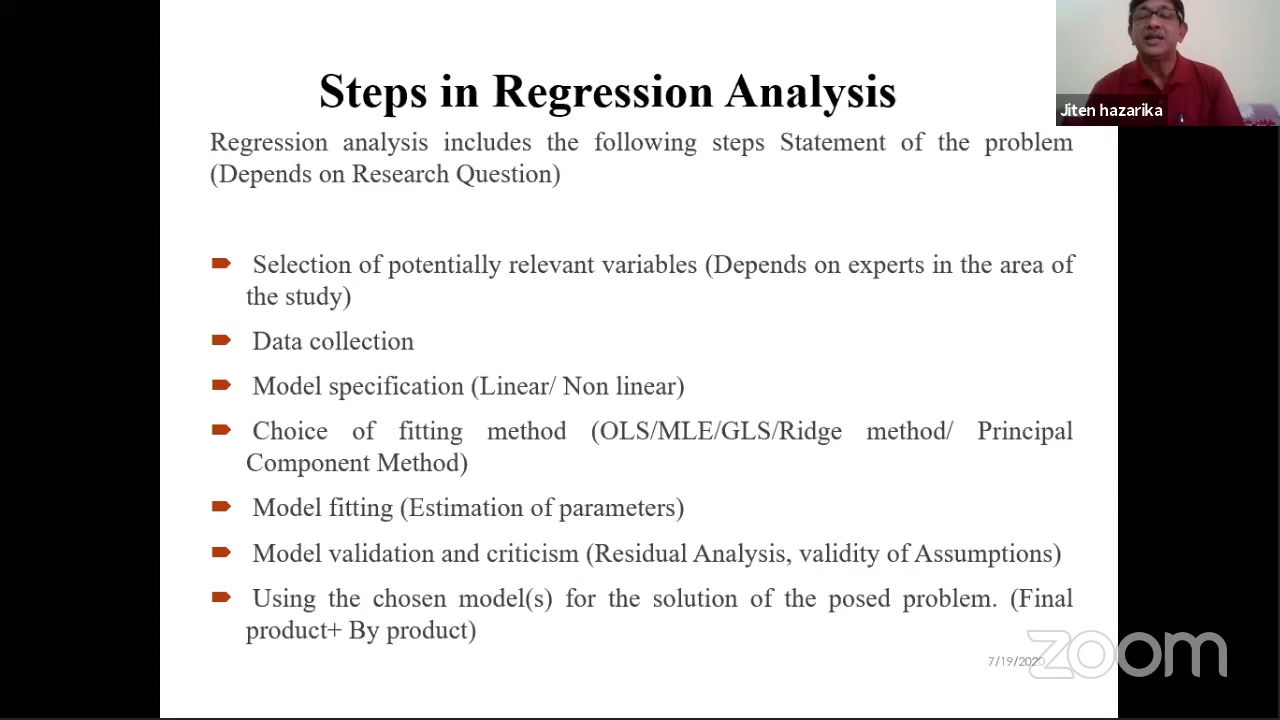 Steps in Regression Analysis
Jiten hazarika
Regression analysis includes the following steps Statement of the problem
(Depends on Research Question)
Selection of potentially relevant variables (Depends on experts in the area of
the study)
Data collection
Model specification (Linear/ Non linear)
Choice of fitting method (OLS/MLE/GLS/Ridge method/ Principal
Component Method)
Model fitting (Estimation of parameters)
Model validation and criticism (Residual Analysis, validity of Assumptions)
Using the chosen model(s) for the solution of the posed problem. (Final
product+ By product)
7/19/2020
zoom